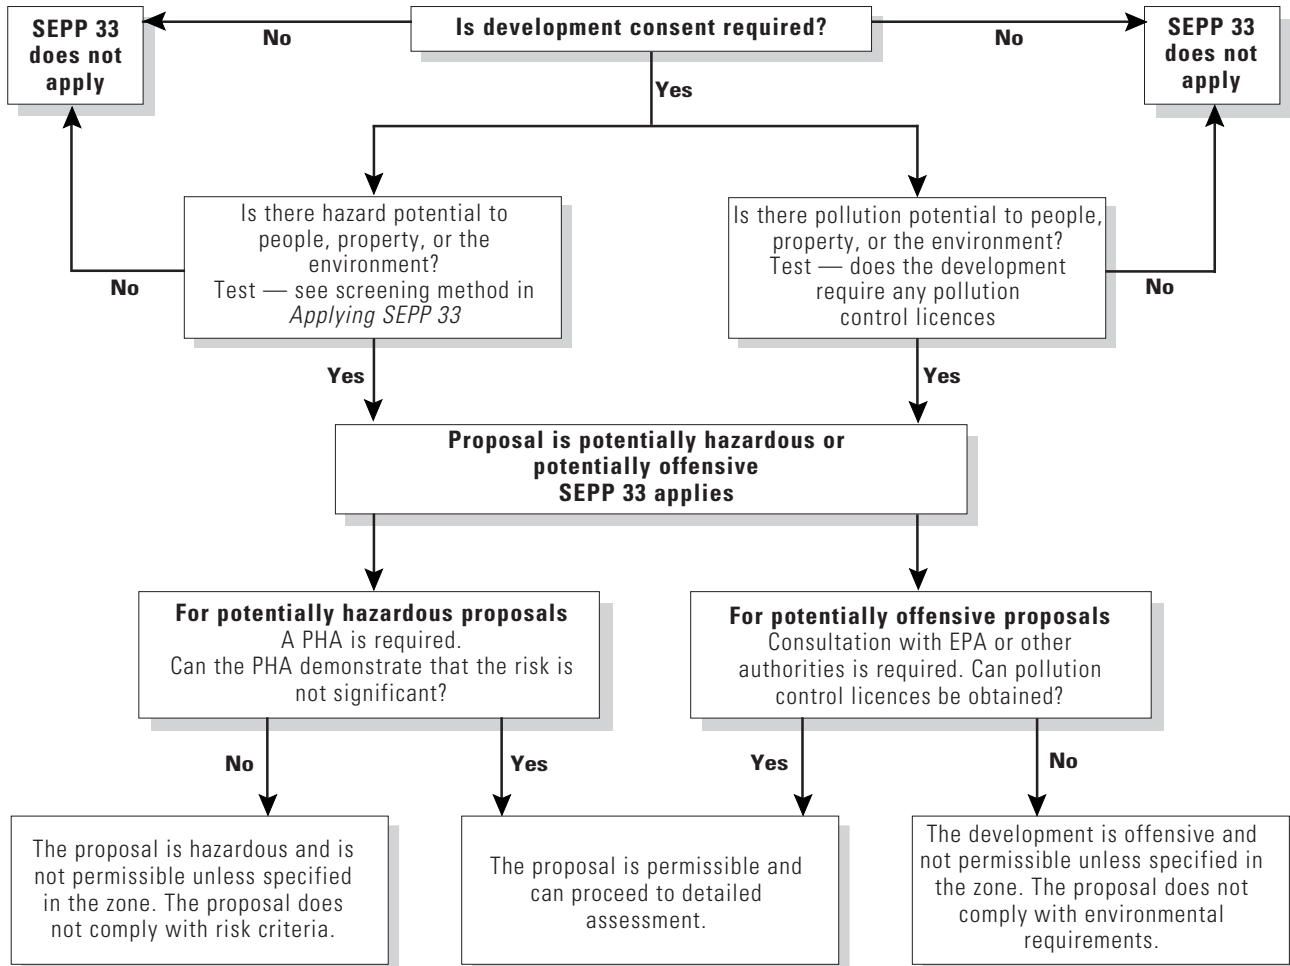 SEPP 33
does not
apply
No
Is development consent required?
No
SEPP 33
does not
apply
Yes
Is there hazard potential to
people, property, or the
environment?
Test — see screening method in
Applying SEPP 33
No
Is there pollution potential to people,
property, or the environment?
Test — does the development
require any pollution
control licences
No
Yes
Yes
Proposal is potentially hazardous or
potentially offensive
SEPP 33 applies
For potentially hazardous proposals
A PHA is required.
Can the PHA demonstrate that the risk is
not significant?
For potentially offensive proposals
Consultation with EPA or other
authorities is required. Can pollution
control licences be obtained?
No
Yes
Yes
No
The proposal is hazardous and is
not permissible unless specified
in the zone. The proposal does
not comply with risk criteria.
The proposal is permissible and
can proceed to detailed
assessment.
The development is offensive and
not permissible unless specified in
the zone. The proposal does not
comply with environmental
requirements.